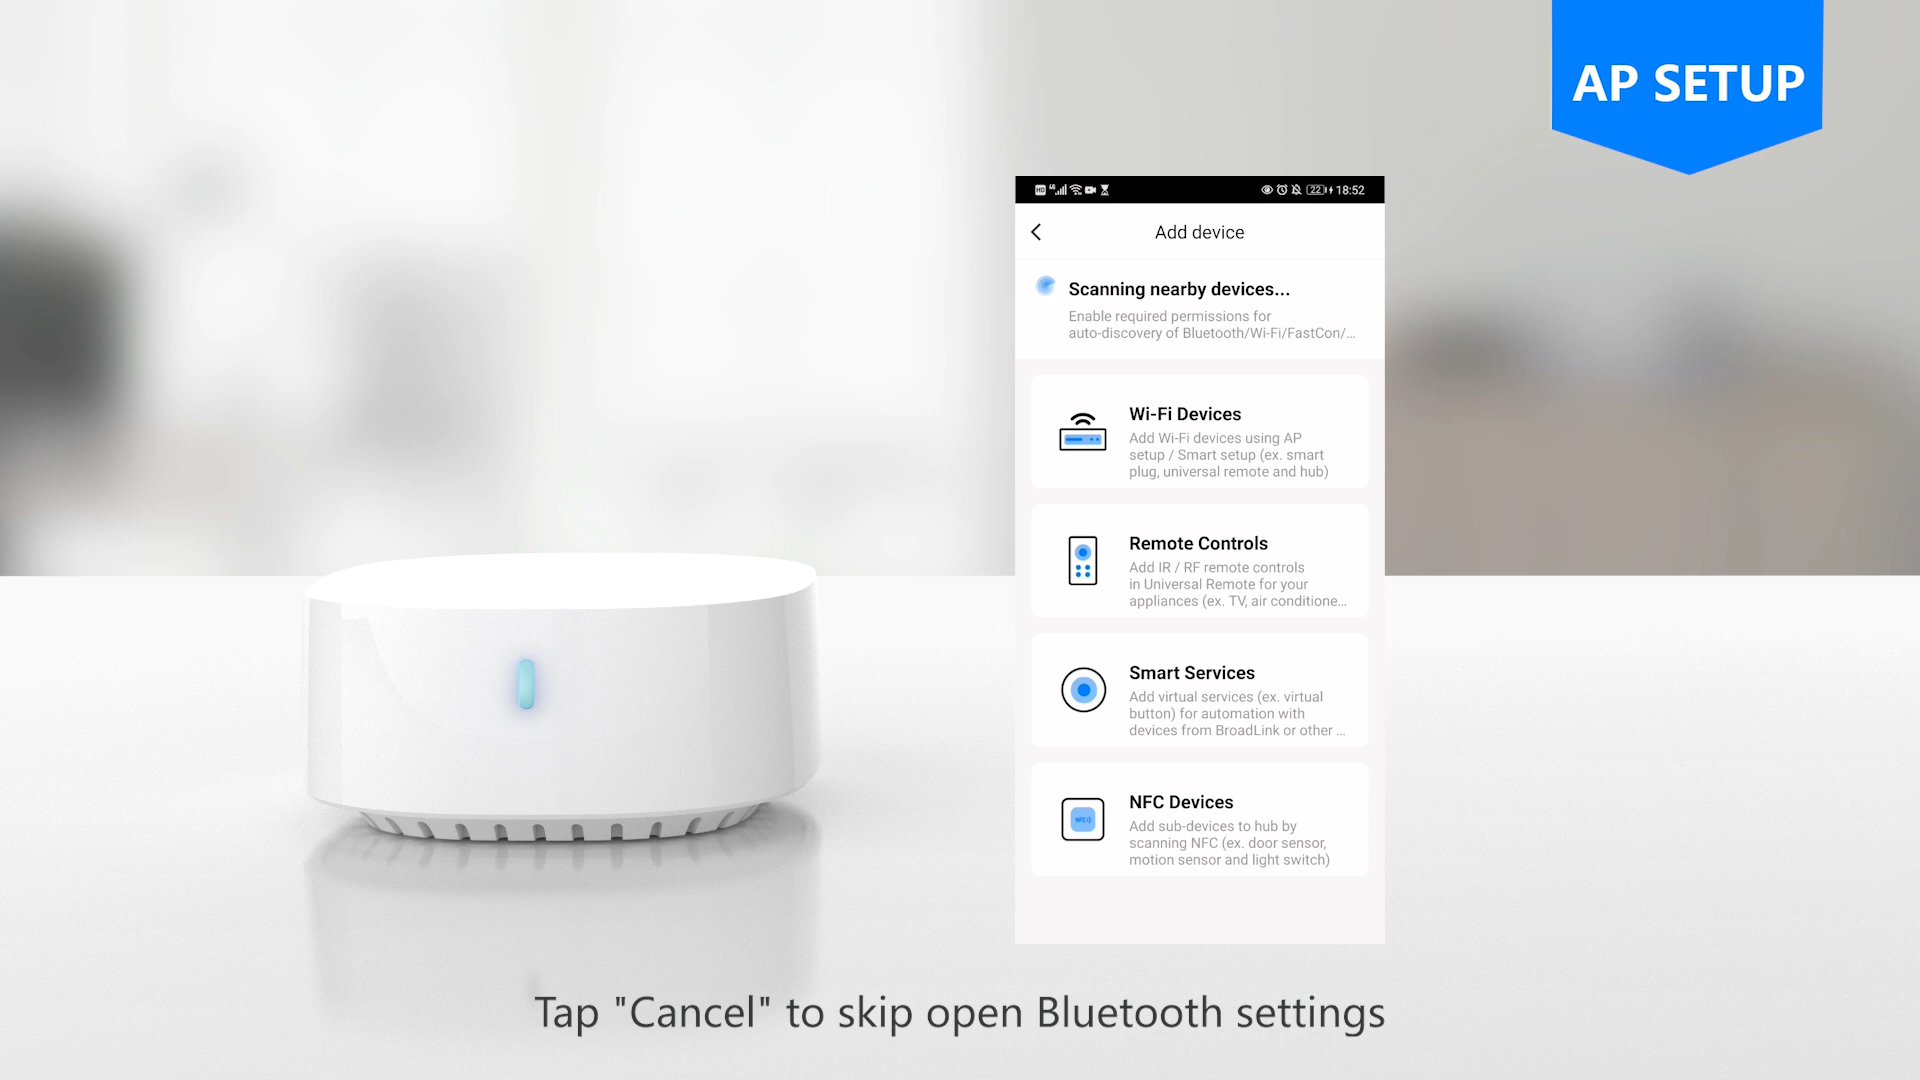 AP SETUP
22 18:52
Add device
Scanning nearby devices...
Enable required permissions for
auto-discovery of Bluetooth/Wi-Fi/FastCon/...
Wi-Fi Devices
Add Wi-Fi devices using AP
setup / Smart setup (ex. smart
plug, universal remote and hub)
Remote Controls
Add IR / RF remote controls
in Universal Remote for your
appliances (ex. TV, air conditione...
Smart Services
Add virtual services (ex. virtual
button) for automation with
devices from BroadLink or other ...
NFC Devices
Add sub-devices to hub by
scanning NFC (ex. door sensor,
motion sensor and light switch)
Tap "Cancel" to skip open Bluetooth settings